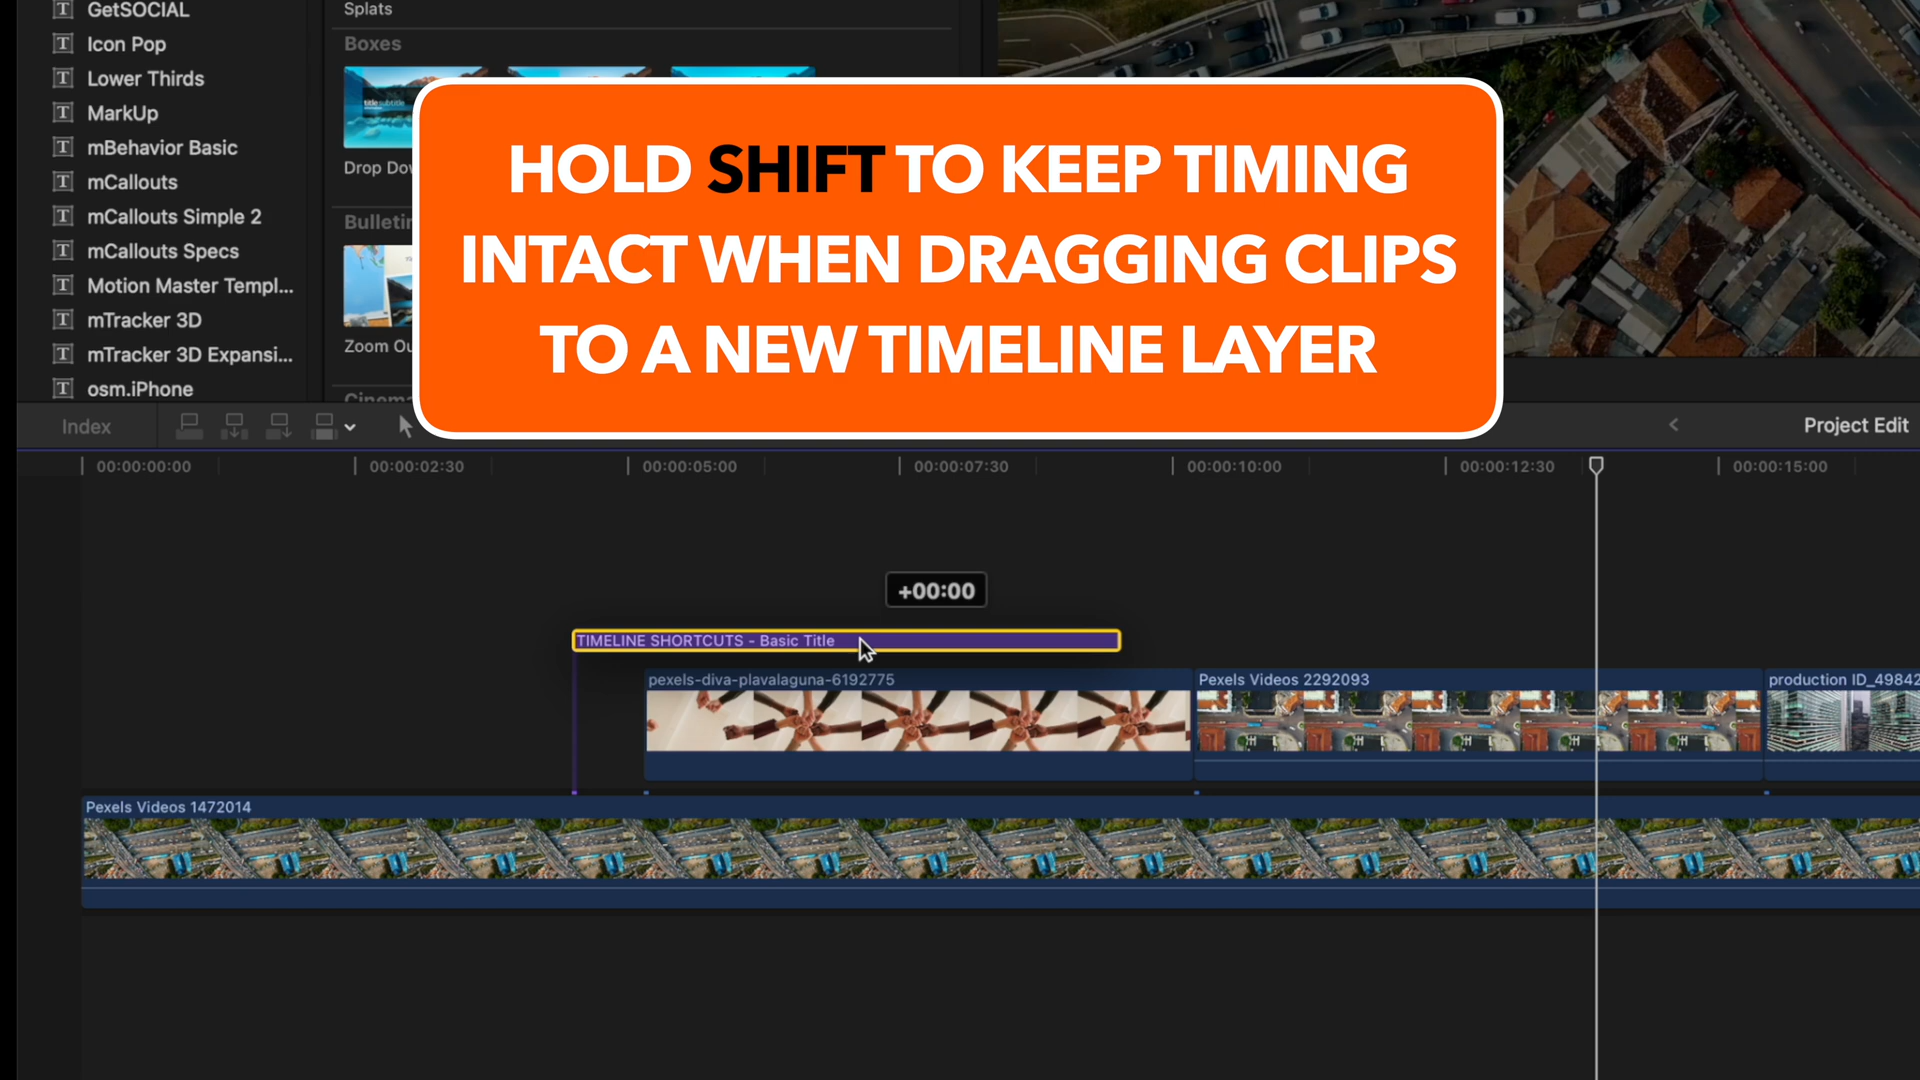 GetSOCIAL
Icon Pop
Lower Thirds
MarkUp
mBehavior Basic
mCallouts
mCallouts Simple 2
mCallouts Specs
Motion Master Templ...
mTracker 3D
mTracker 3D Expansi...
osm.iPhone
Splats
Boxes
title subtitle
Drop Do
Bulletin
Zoom Ou
Cinema
HOLD SHIFT TO KEEP TIMING
INTACT WHEN DRAGGING CLIPS
TO A NEW TIMELINE LAYER
Index
Project Edit
00:00:00:00
00:00:02:30
00:00:05:00
00:00:07:30
00:00:10:00
00:00:12:30
00:00:15:00
+00:00
TIMELINE SHORTCUTS - Basic Title
pexels-diva-plavalaguna-6192775
Pexels Videos 2292093
production ID_49842
Pexels Videos 1472014